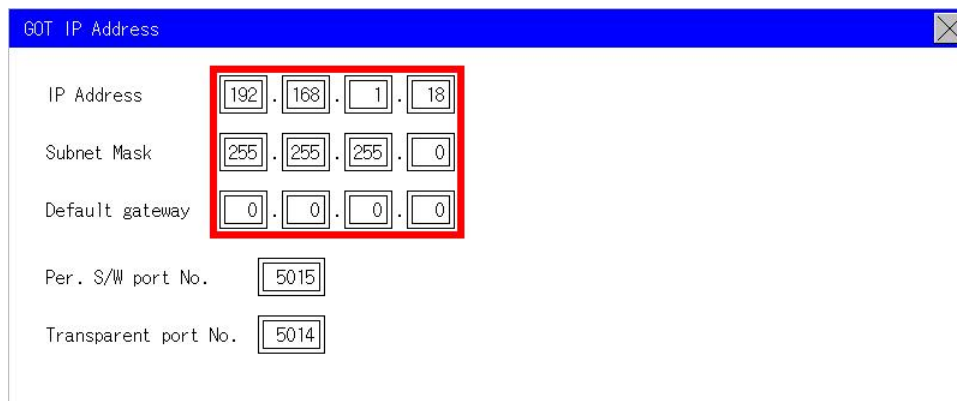 GOT IP Address
IP Address 192 . 168 . 1 . 18
Subnet Mask 255 . 255 . 255 . 0
Default gateway 0 . 0 . 0 . 0
Per. S/W port No. 5015
Transparent port No. 5014